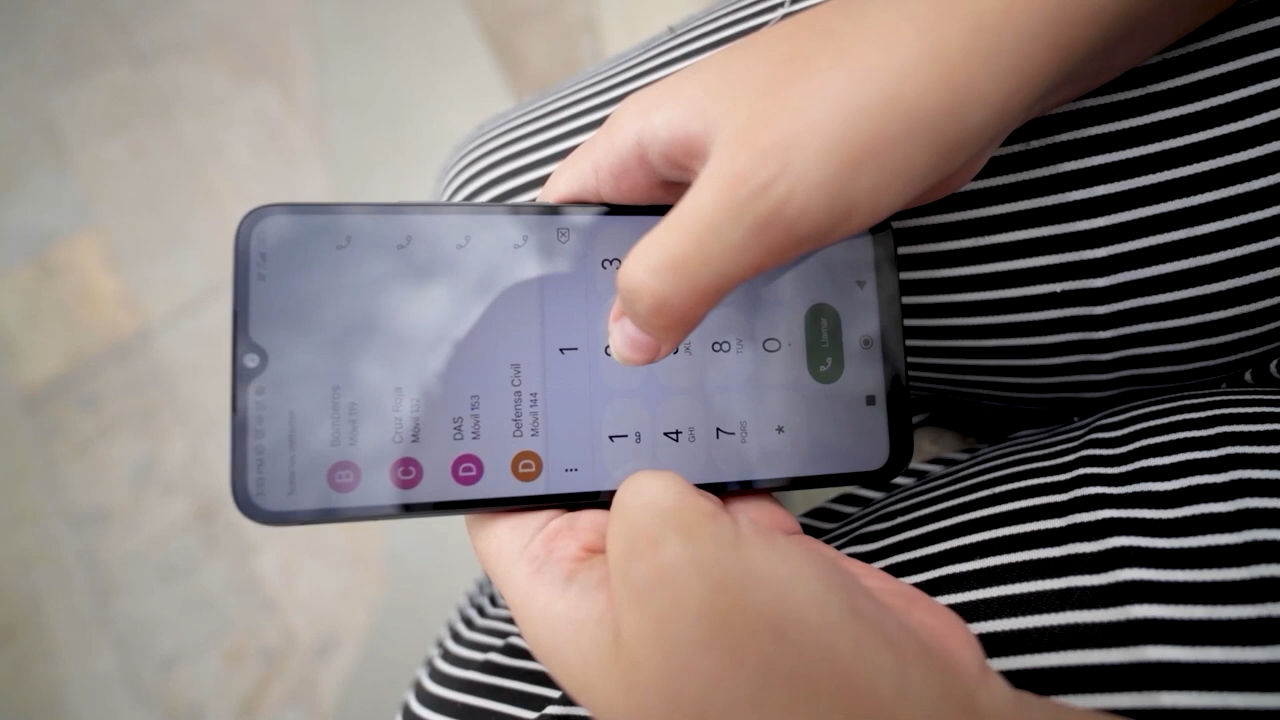 Bomberos
Móvil 119
B
Cruz Roja
Móvil 132
C
DAS
Móvil 153
D
Defensa Civil
Móvil 144
D
1
1
3
4
GHI
JKL
7
PQRS
8
TUV
*
0
+
Llamar